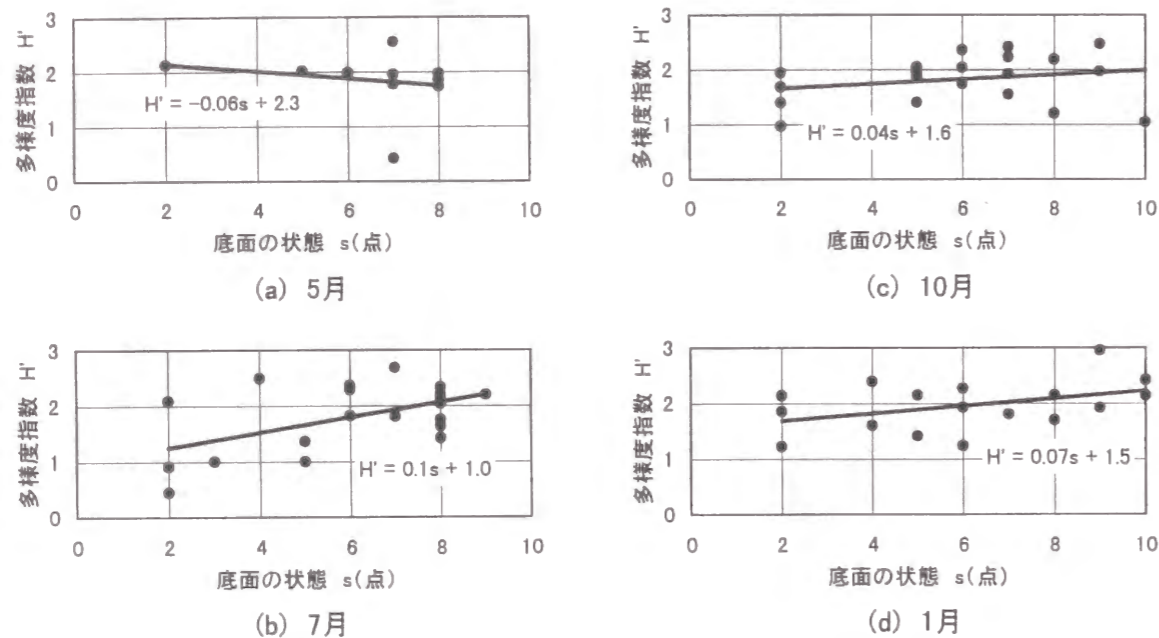 3
2
1
0
多様度指数 H'
H' = -0.06s + 2.3
0 2 4 6 8 10
底面の状態 s(点)
(a) 5月
3
2
1
0
多様度指数 H'
H' = 0.04s + 1.6
0 2 4 6 8 10
底面の状態 s(点)
(c) 10月
3
2
1
0
多様度指数 H'
H' = 0.1s + 1.0
0 2 4 6 8 10
底面の状態 s(点)
(b) 7月
3
2
1
0
多様度指数 H'
H' = 0.07s + 1.5
0 2 4 6 8 10
底面の状態 s(点)
(d) 1月